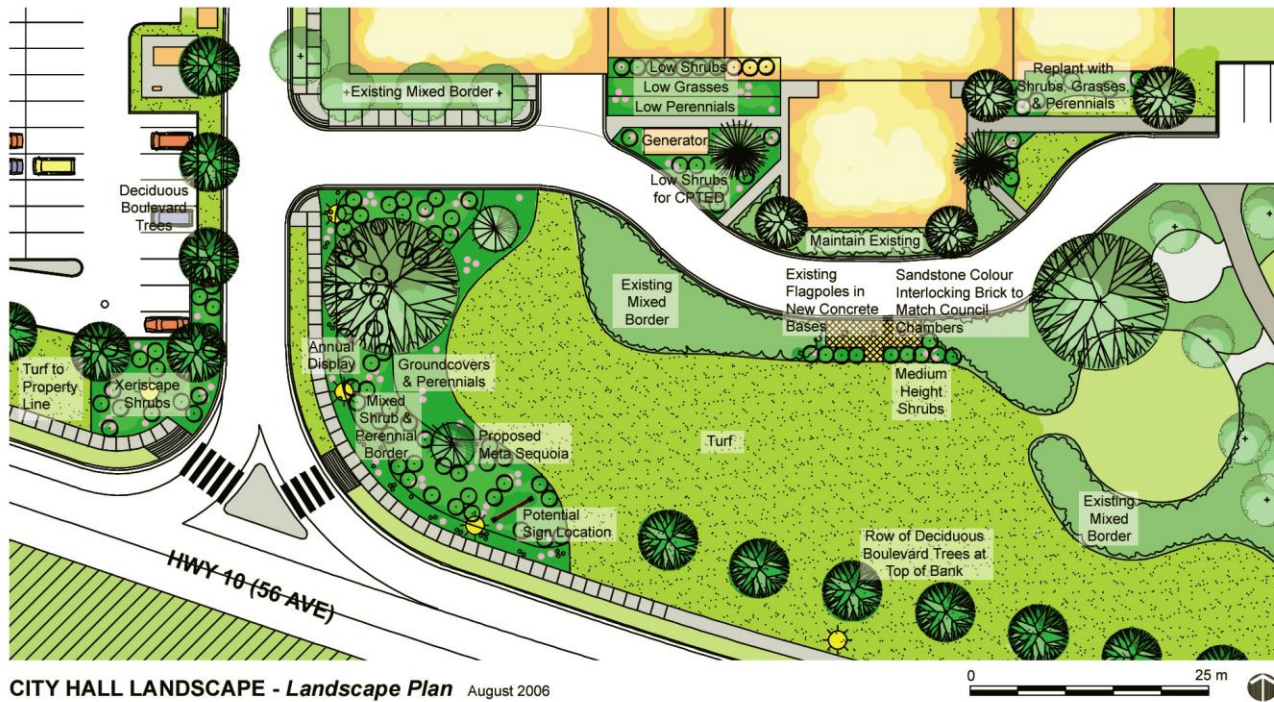 Low Shrubs
Low Grasses
Low Perennials
Replant with
Shrubs, Grasses,
& Perennials
Existing Mixed Border
Generator
Low Shrubs
for CPTED
Deciduous
Boulevard
Trees
Maintain Existing
Existing
Mixed
Border
Existing
Flagpoles in
New Concrete
Bases
Sandstone Colour
Interlocking Brick to
Match Council
Chambers
Annual
Display
Groundcovers
& Perennials
Turf to
Property
Line
Xeriscape
Shrubs
Medium
Height
Shrubs
Mixed
Shrub &
Perennial
Border
Proposed
Meta Sequoia
Turf
Potential
Sign Location
Existing
Mixed
Border
Row of Deciduous
Boulevard Trees at
Top of Bank
HWY 10 (56 AVE)
CITY HALL LANDSCAPE - Landscape Plan August 2006
0 25 m